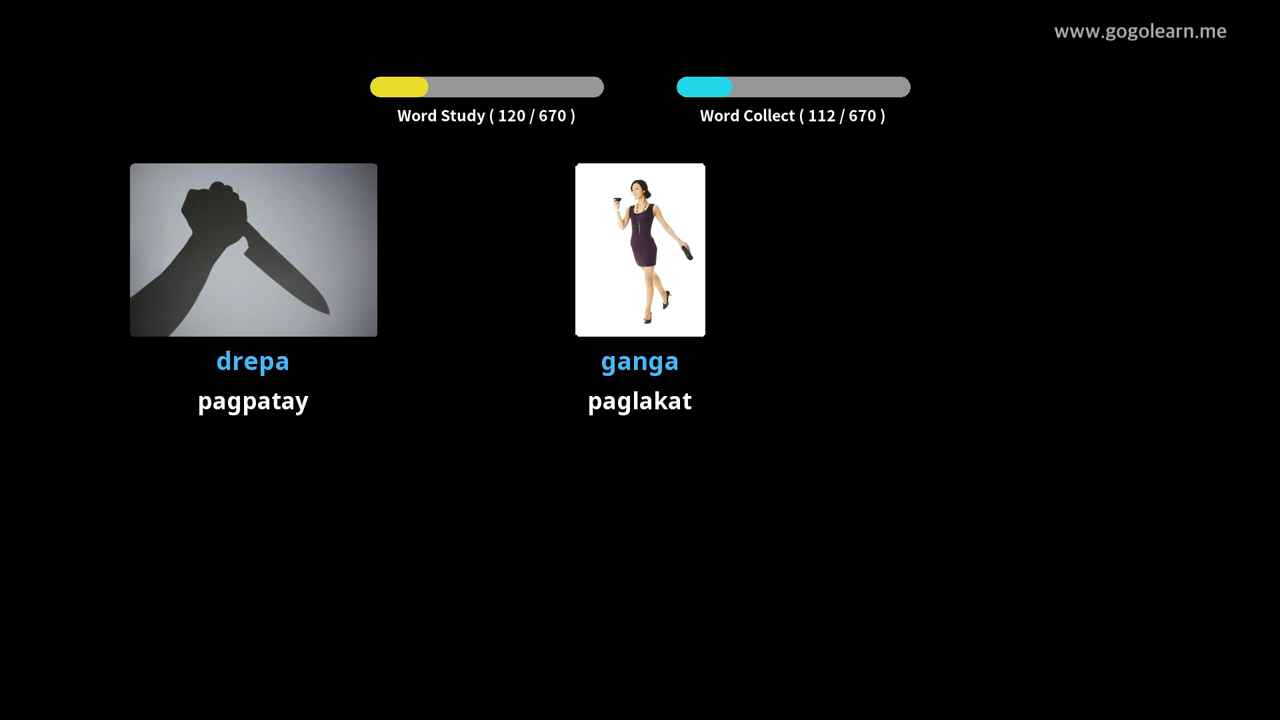 www.gogolearn.me
Word Study ( 120 / 670 )
Word Collect ( 112 / 670 )
drepa
pagpatay
ganga
paglakat